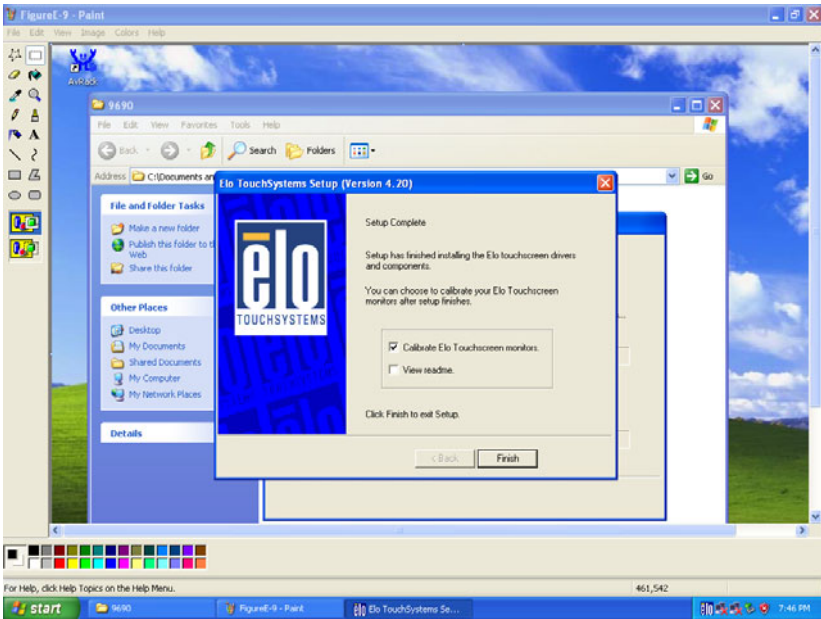 FigureE-9 - Paint
File Edit View Image Colors Help
AvRack
9690
File Edit View Favorites Tools Help
Back Search Folders
Address C:\Documents an Go
File and Folder Tasks
Make a new folder
Publish this folder to t
Web
Share this folder
Other Places
Desktop
My Documents
Shared Documents
My Computer
My Network Places
Details
Elo TouchSystems Setup (Version 4.20)
elo
TOUCHSYSTEMS
Setup Complete
Setup has finished installing the Elo touchscreen drivers
and components.
You can choose to calibrate your Elo Touchscreen
monitors after setup finishes.
Calibrate Elo Touchscreen monitors.
View readme.
Click Finish to exit Setup.
< Back Finish
For Help, click Help Topics on the Help Menu. 461,542
start 9690 FigureE-9 - Paint Elo TouchSystems Se... 7:46 PM